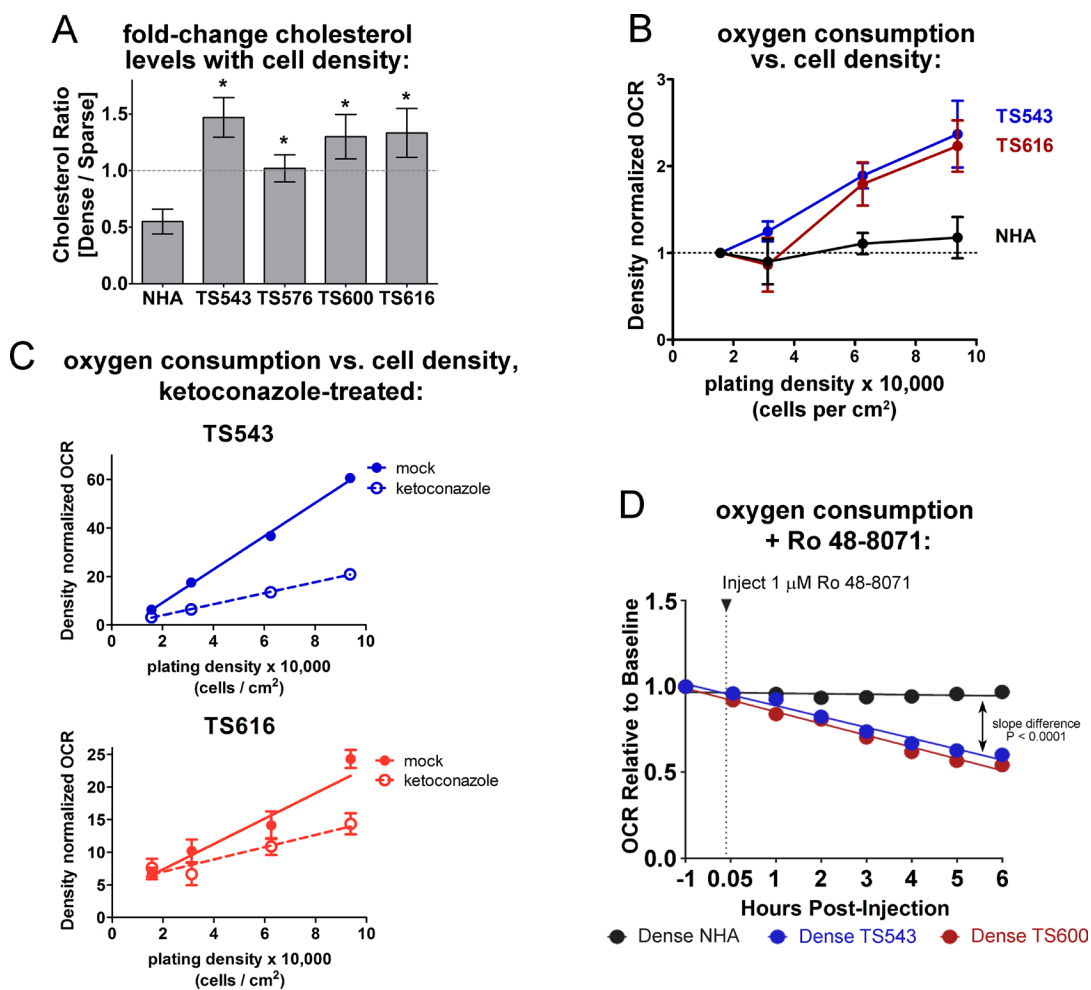 A
fold-change cholesterol
levels with cell density:
Cholesterol Ratio
[Dense / Sparse]
1.5
1.0
0.5
0.0
*
*
*
*
NHA TS543 TS576 TS600 TS616
B
oxygen consumption
vs. cell density:
Density normalized OCR
3
2
1
0
TS543
TS616
NHA
0 2 4 6 8 10
plating density x 10,000
(cells per cm²)
C
oxygen consumption vs. cell density,
ketoconazole-treated:
TS543
Density normalized OCR
60
40
20
0
mock
ketoconazole
0 2 4 6 8 10
plating density x 10,000
(cells / cm²)
TS616
Density normalized OCR
25
20
15
10
5
0
mock
ketoconazole
0 2 4 6 8 10
plating density x 10,000
(cells / cm²)
D
oxygen consumption
+ Ro 48-8071:
Inject 1 μM Ro 48-8071
OCR Relative to Baseline
1.5
1.0
0.5
0.0
slope difference
P < 0.0001
-1 0.05 1 2 3 4 5 6
Hours Post-Injection
Dense NHA Dense TS543 Dense TS600